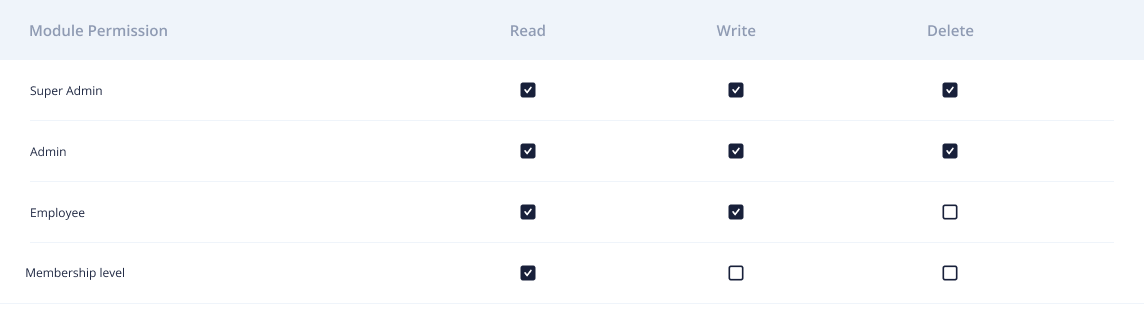 Module Permission Read Write Delete
Super Admin
Admin
Employee
Membership level